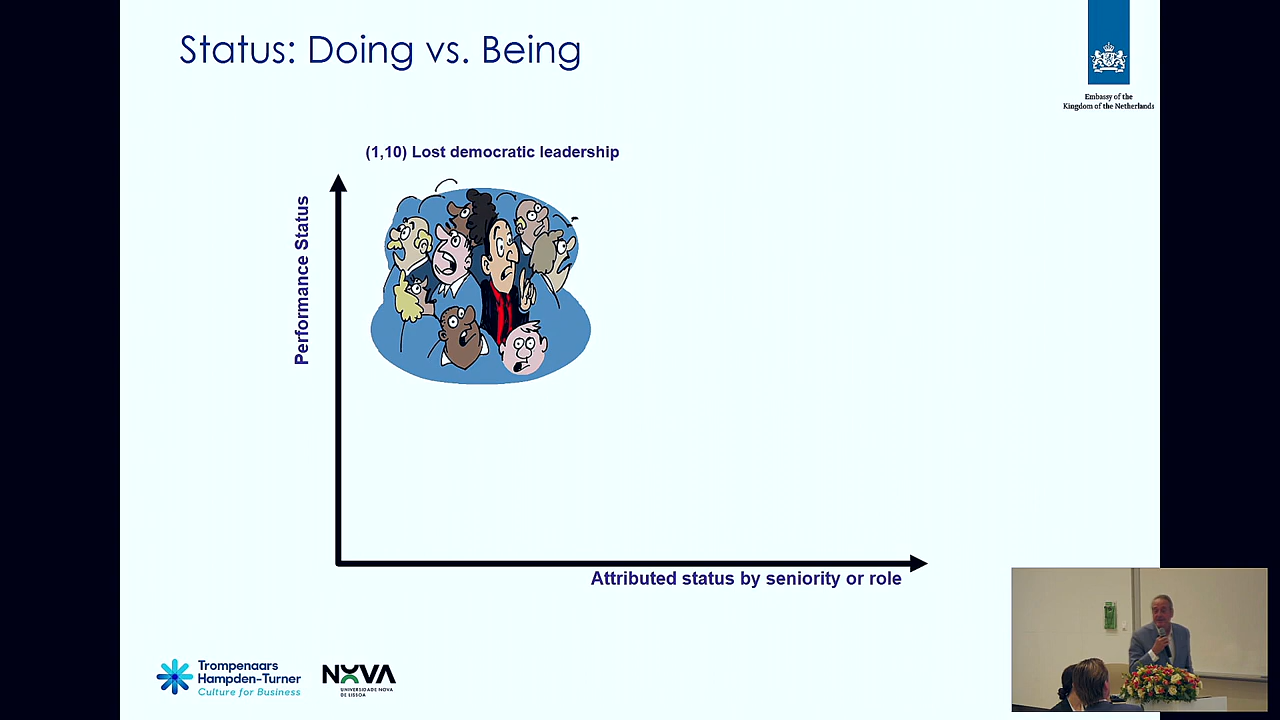 Status: Doing vs. Being
Embassy of the
Kingdom of the Netherlands
(1,10) Lost democratic leadership
Performance Status
Attributed status by seniority or role
Trompenaars
Hampden-Turner
Culture for Business
NOVA
UNIVERSIDADE NOVA
DE LISBOA